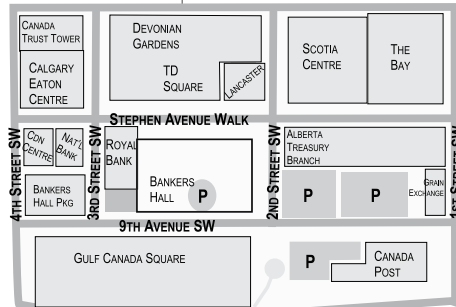 CANADA
TRUST TOWER
CALGARY
EATON
CENTRE
DEVONIAN
GARDENS
TD
SQUARE
LANCASTER
SCOTIA
CENTRE
THE
BAY
STEPHEN AVENUE WALK
4TH STREET SW
CDN
CENTRE
NAT'L
BANK
BANKERS
HALL PKG
3RD STREET SW
ROYAL
BANK
BANKERS
HALL
P
2ND STREET SW
ALBERTA
TREASURY
BRANCH
P
P
GRAIN
EXCHANGE
1ST STREET SW
9TH AVENUE SW
GULF CANADA SQUARE
P
CANADA
POST